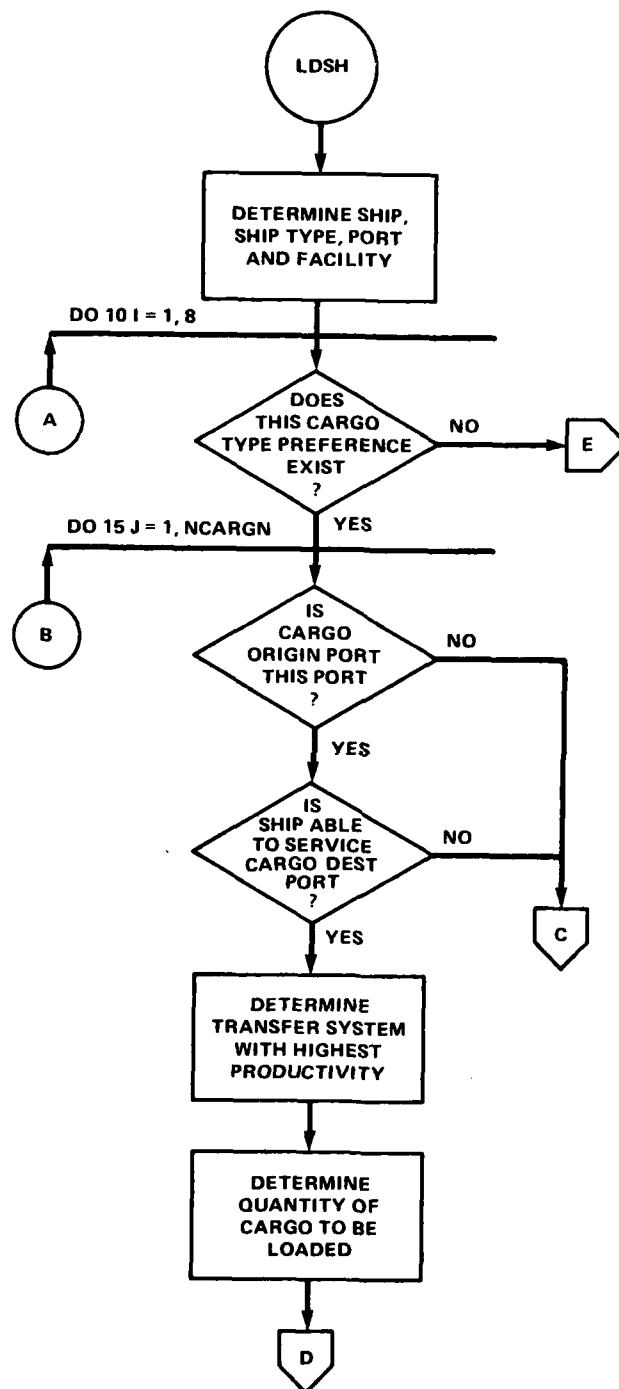 LDSH
DETERMINE SHIP,
SHIP TYPE, PORT
AND FACILITY
DO 10 I = 1, 8
A
DOES
THIS CARGO
TYPE PREFERENCE
EXIST
?
NO
E
YES
DO 15 J = 1, NCARGN
B
IS
CARGO
ORIGIN PORT
THIS PORT
?
NO
YES
IS
SHIP ABLE
TO SERVICE
CARGO DEST
PORT
?
NO
C
YES
DETERMINE
TRANSFER SYSTEM
WITH HIGHEST
PRODUCTIVITY
DETERMINE
QUANTITY OF
CARGO TO BE
LOADED
D